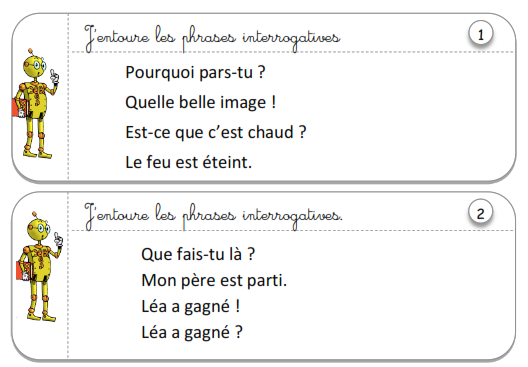 J'entoure les phrases interrogatives
1
Pourquoi pars-tu ?
Quelle belle image !
Est-ce que c’est chaud ?
Le feu est éteint.
J'entoure les phrases interrogatives.
2
Que fais-tu là ?
Mon père est parti.
Léa a gagné !
Léa a gagné ?